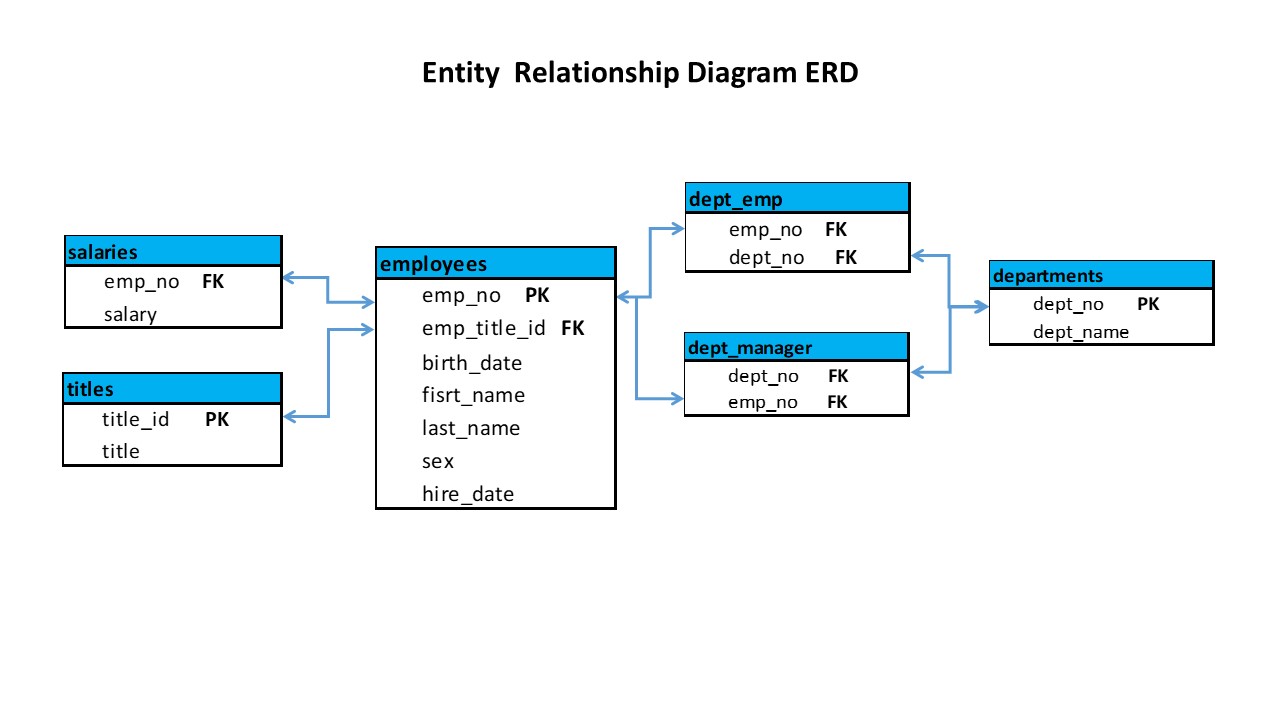 Entity  Relationship Diagram ERD
salaries
emp_no FK
salary
titles
title_id PK
title
employees
emp_no PK
emp_title_id FK
birth_date
fisrt_name
last_name
sex
hire_date
dept_emp
emp_no FK
dept_no FK
dept_manager
dept_no FK
emp_no FK
departments
dept_no PK
dept_name